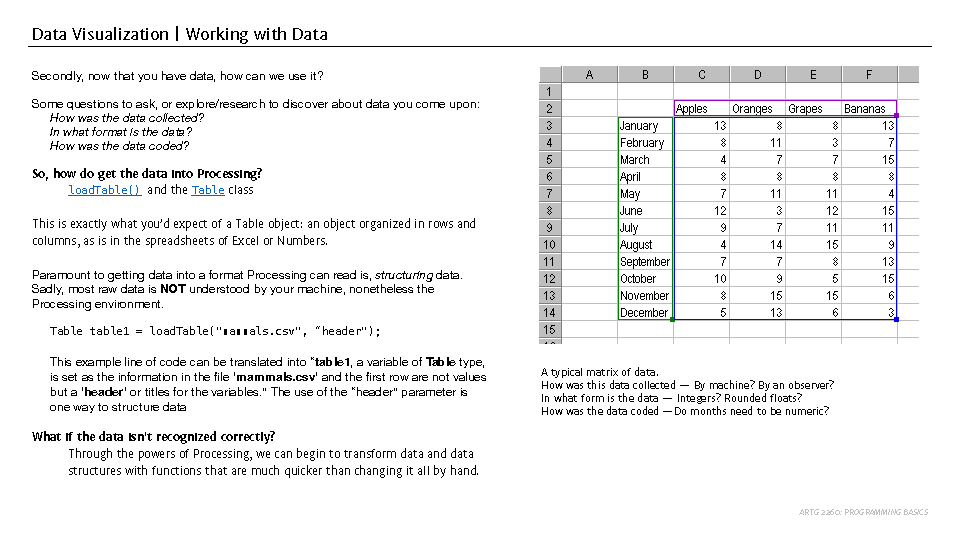 Data Visualization | Working with Data
Secondly, now that you have data, how can we use it?
Some questions to ask, or explore/research to discover about data you come upon:
How was the data collected?
In what format is the data?
How was the data coded?
So, how do get the data into Processing?
loadTable() and the Table class
This is exactly what you'd expect of a Table object: an object organized in rows and
columns, as is in the spreadsheets of Excel or Numbers.
Paramount to getting data into a format Processing can read is, structuring data.
Sadly, most raw data is NOT understood by your machine, nonetheless the
Processing environment.
Table table1 = loadTable(" als.csv", "header");
This example line of code can be translated into "table1, a variable of Table type,
is set as the information in the file 'mammals.csv' and the first row are not values
but a 'header' or titles for the variables." The use of the "header" parameter is
one way to structure data
What if the data isn't recognized correctly?
Through the powers of Processing, we can begin to transform data and data
structures with functions that are much quicker than changing it all by hand.
A B C D E F
1
2 Apples Oranges Grapes Bananas
3 January 13 8 8 13
4 February 8 11 3 7
5 March 4 7 7 15
6 April 8 8 8 8
7 May 7 11 11 4
8 June 12 3 12 15
9 July 9 7 11 11
10 August 4 14 15 9
11 September 7 7 8 13
12 October 10 9 5 15
13 November 8 15 15 6
14 December 5 13 6 3
15
A typical matrix of data.
How was this data collected — By machine? By an observer?
In what form is the data — Integers? Rounded floats?
How was the data coded — Do months need to be numeric?
ARTG 2260: PROGRAMMING BASICS